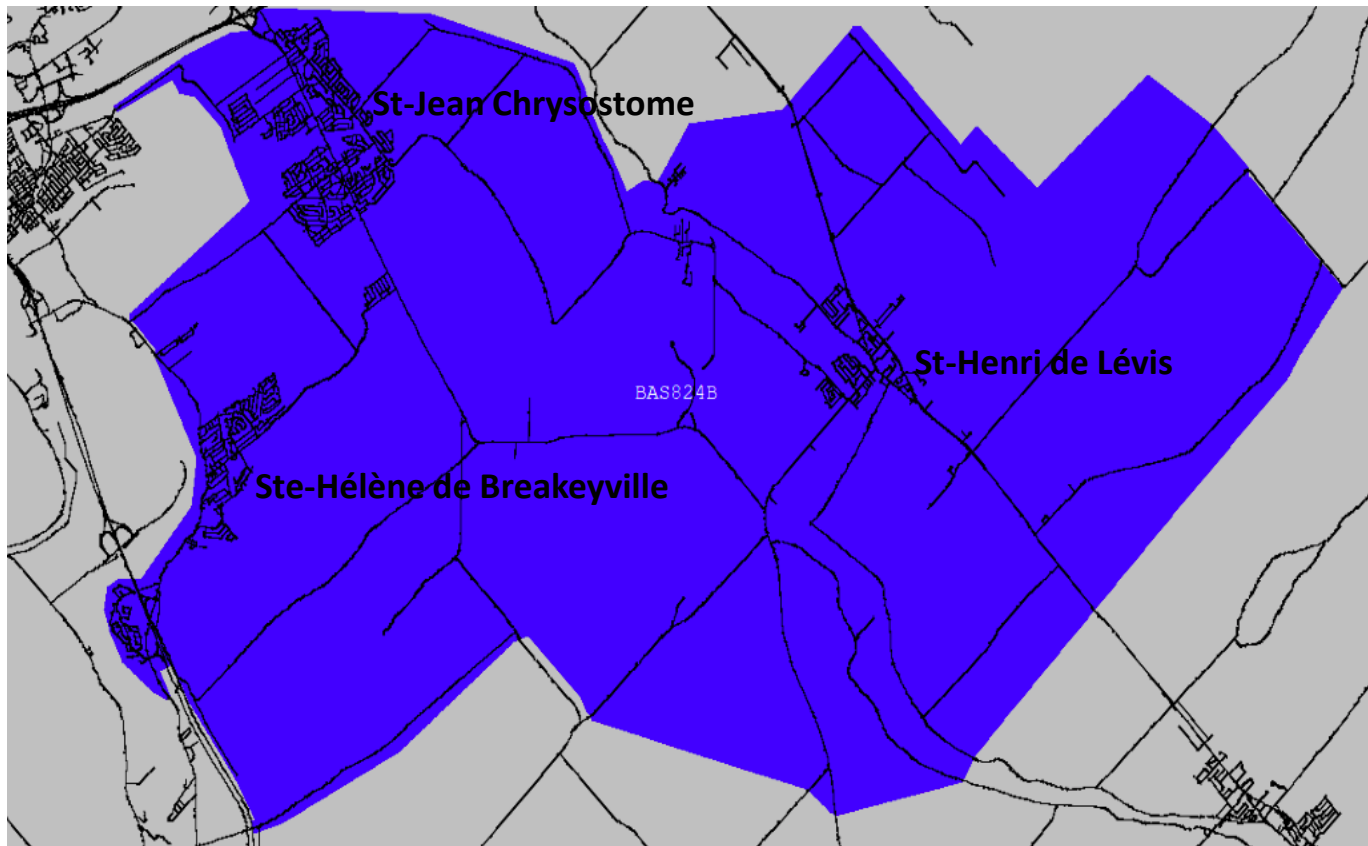 St-Jean Chrysostome
St-Henri de Lévis
BAS824B
Ste-Hélène de Breakeyville